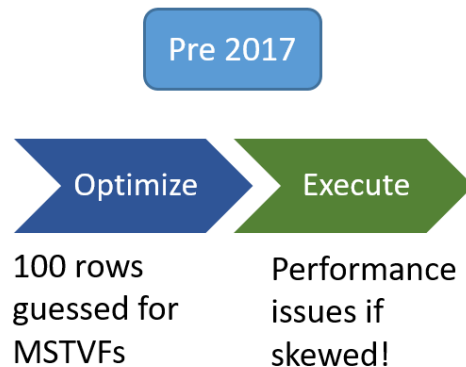 Pre 2017
Optimize
Execute
100 rows
guessed for
MSTVFs
Performance
issues if
skewed!